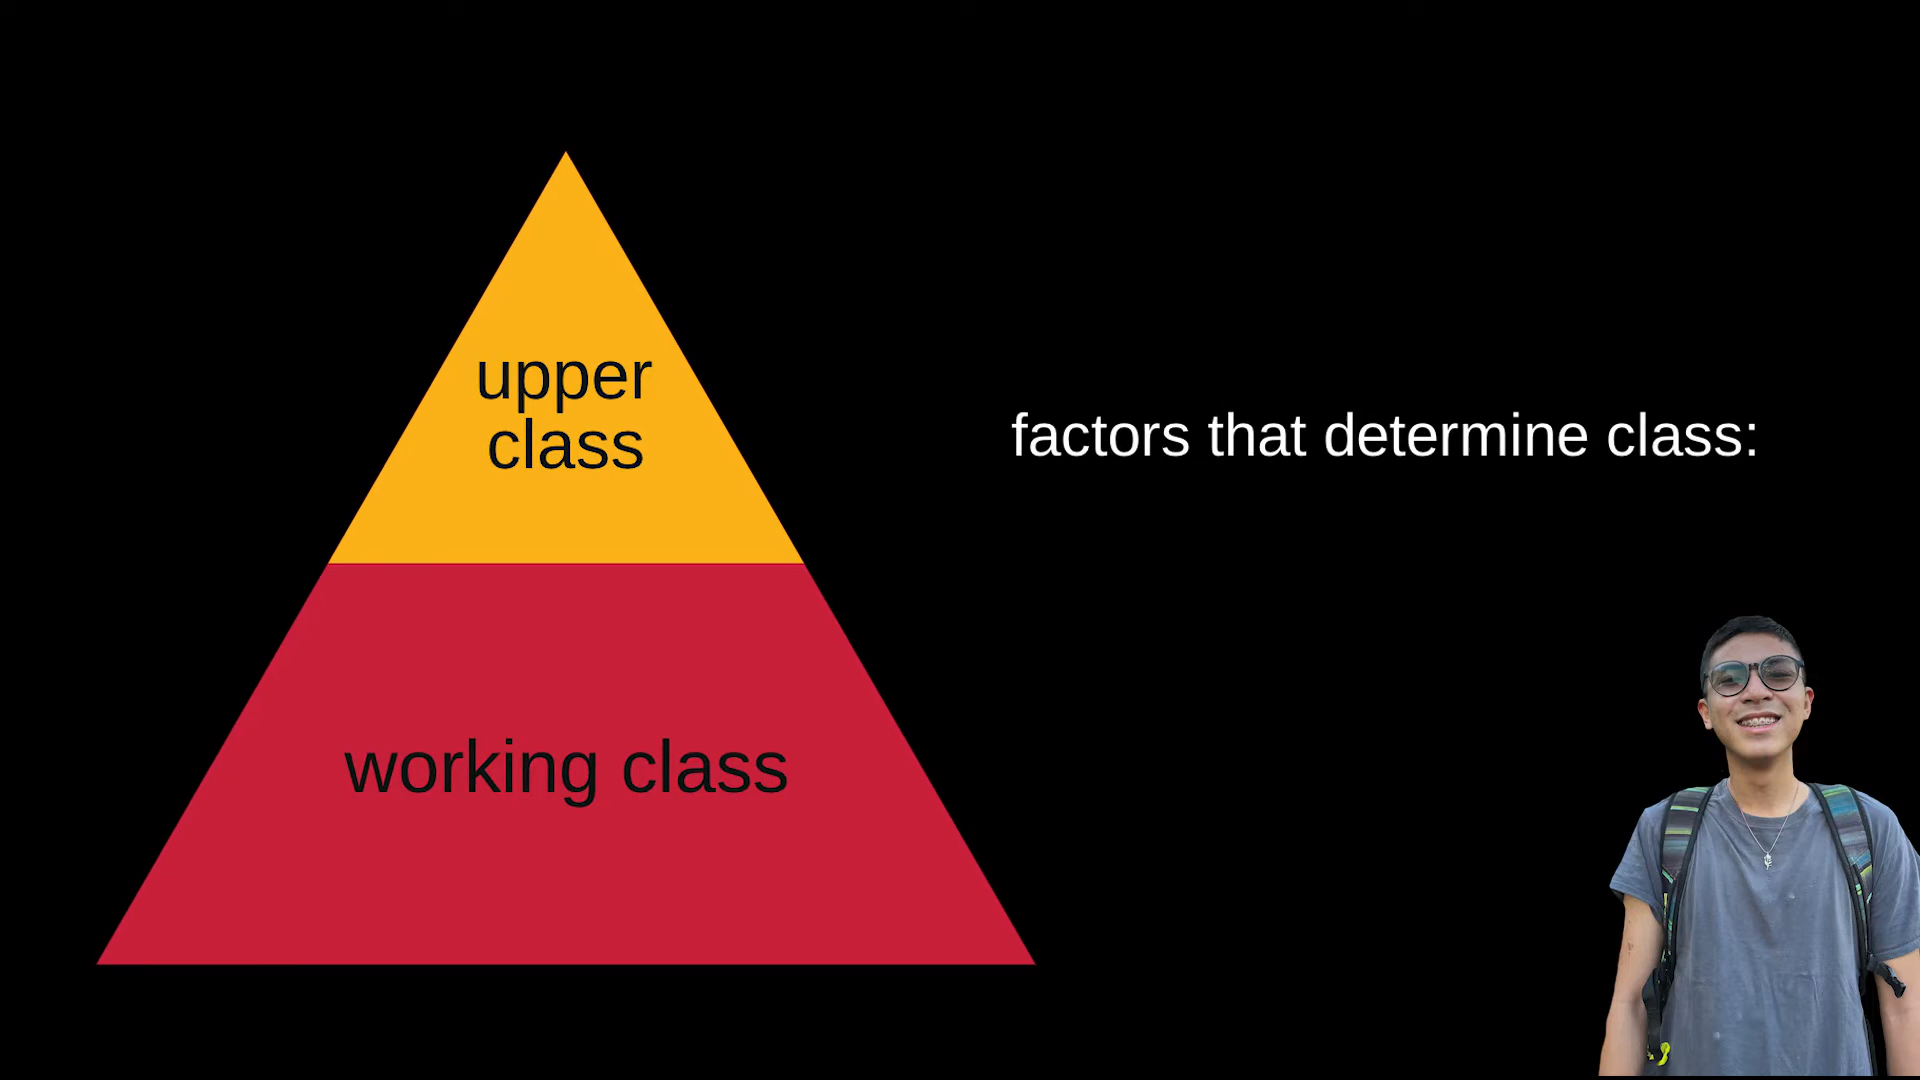 upper
class
factors that determine class:
working class